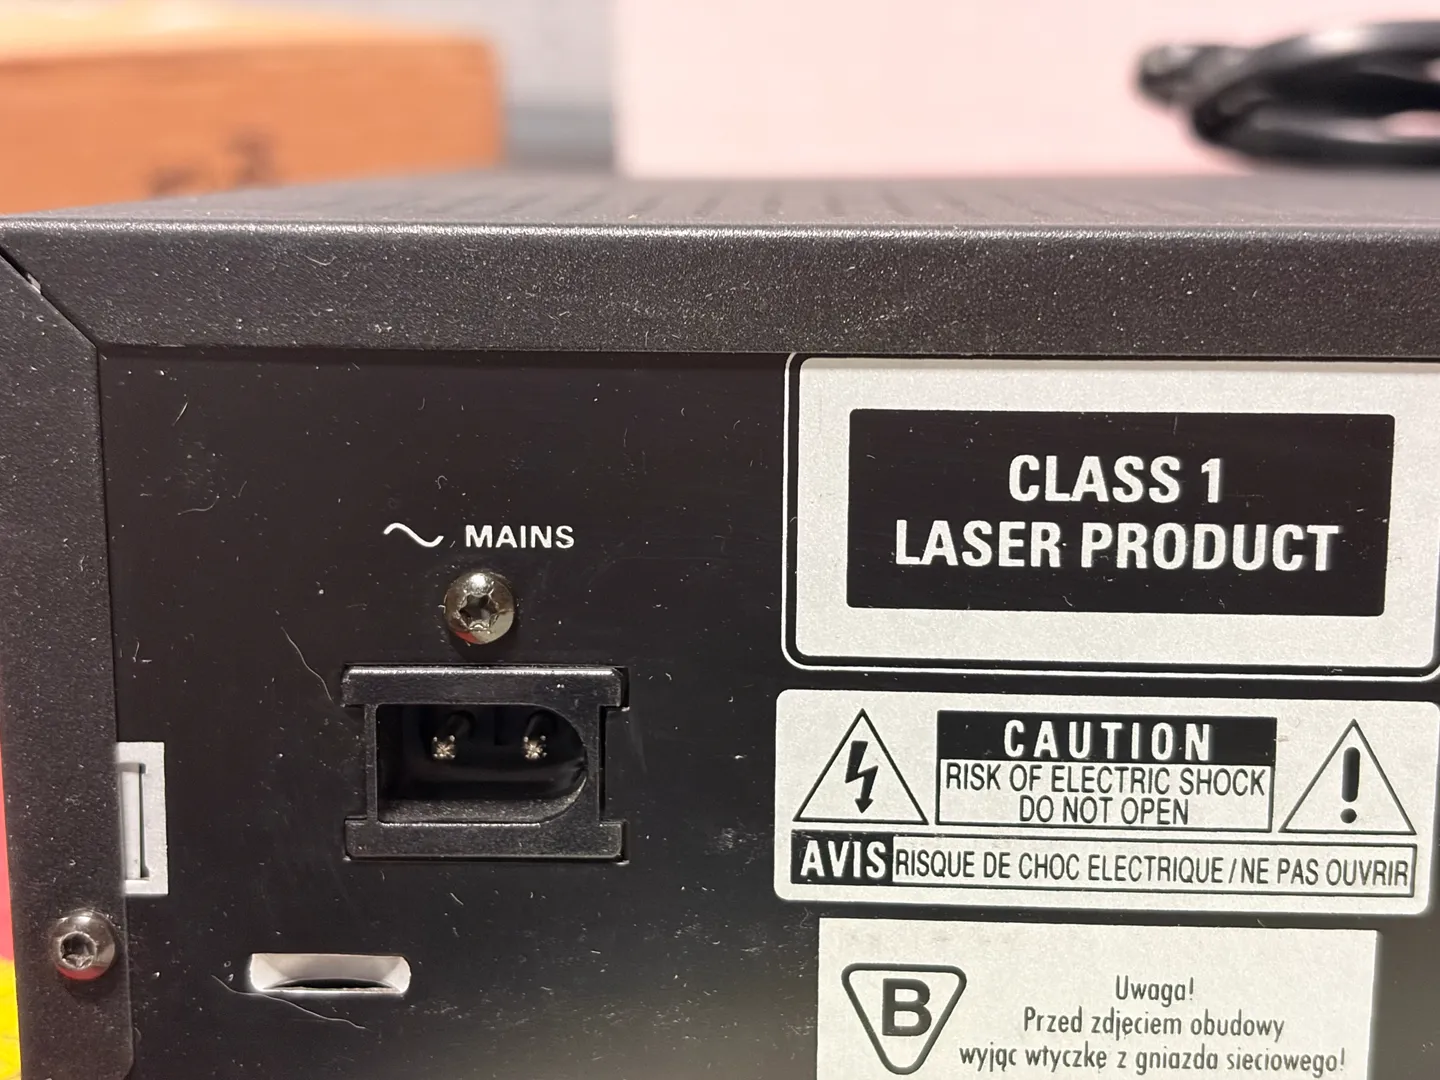 MAINS
CLASS 1
LASER PRODUCT
CAUTION
RISK OF ELECTRIC SHOCK
DO NOT OPEN
AVIS RISQUE DE CHOC ELECTRIQUE / NE PAS OUVRIR
B
Uwaga!
Przed zdjęciem obudowy
wyjąc wtyczkę z gniazda sieciowego!